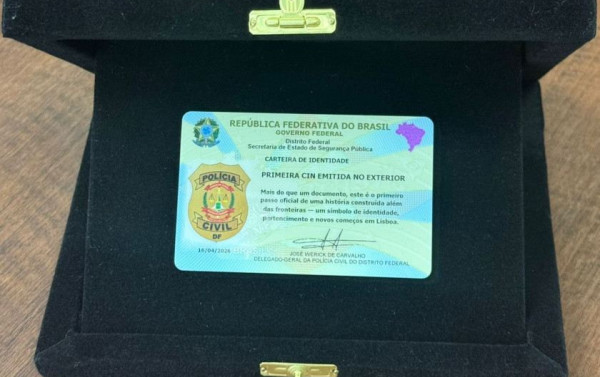 REPÚBLICA FEDERATIVA DO BRASIL
GOVERNO FEDERAL
Distrito Federal
Secretaria de Estado de Segurança Pública
CARTEIRA DE IDENTIDADE
PRIMEIRA CIN EMITIDA NO EXTERIOR
Mais do que um documento, este é o primeiro
passo oficial de uma história construída além
das fronteiras — um símbolo de identidade,
pertencimento e novos começos em Lisboa.
POLÍCIA
CIVIL
DF
JOSÉ WERICK DE CARVALHO
DELEGADO-GERAL DA POLÍCIA CIVIL DO DISTRITO FEDERAL